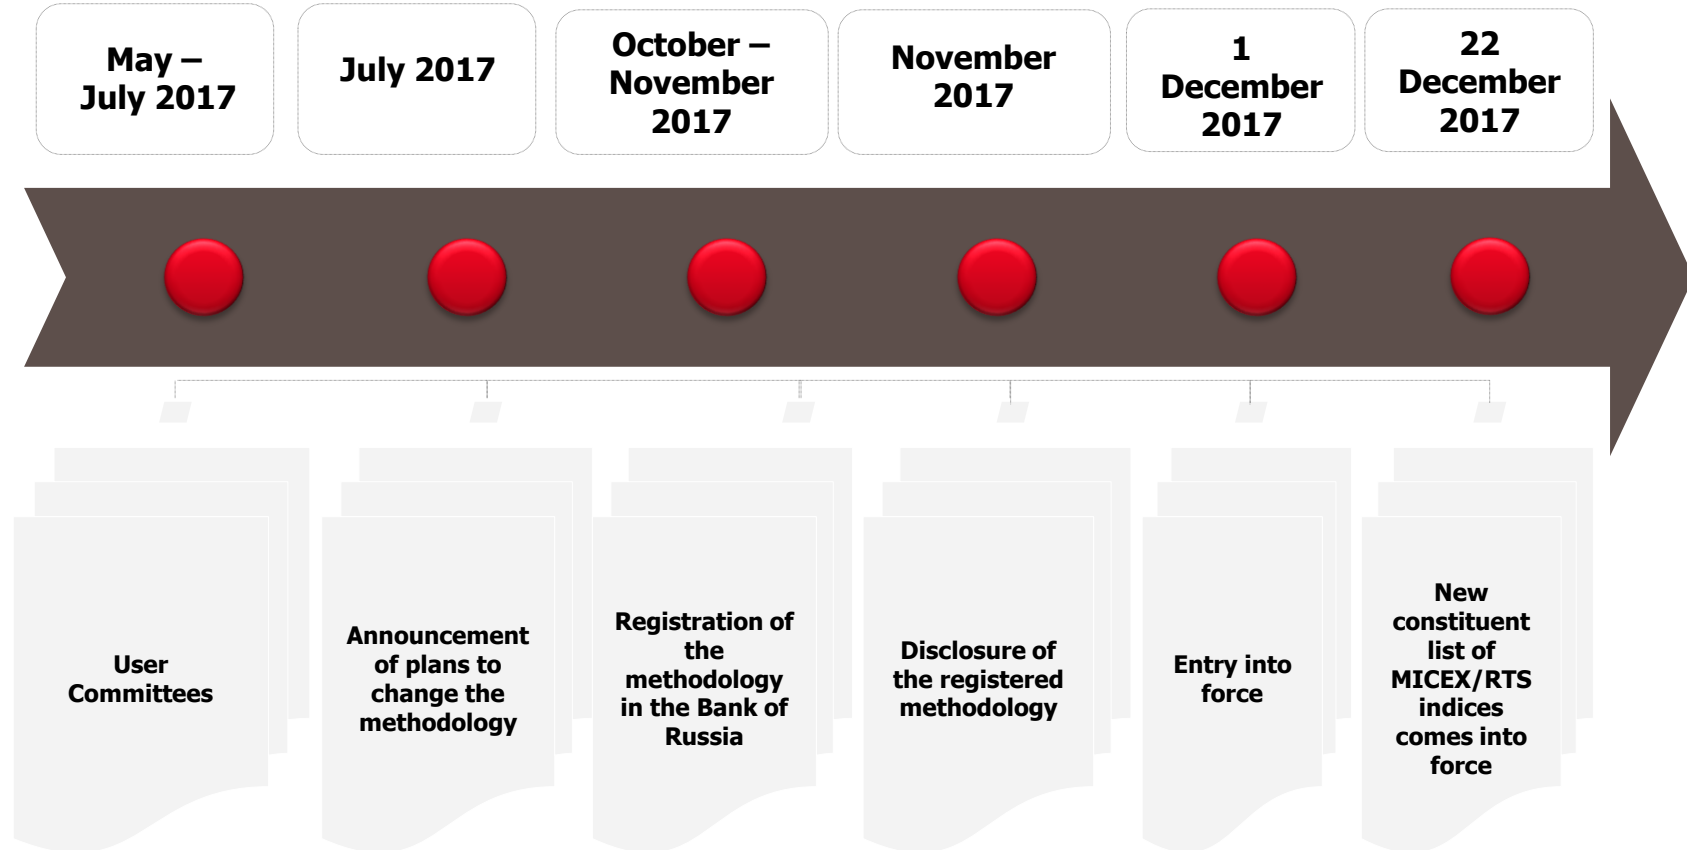 May –
July 2017
July 2017
October –
November
2017
November
2017
1
December
2017
22
December
2017
User
Committees
Announcement
of plans to
change the
methodology
Registration of
the
methodology
in the Bank of
Russia
Disclosure of
the registered
methodology
Entry into
force
New
constituent
list of
MICEX/RTS
indices
comes into
force